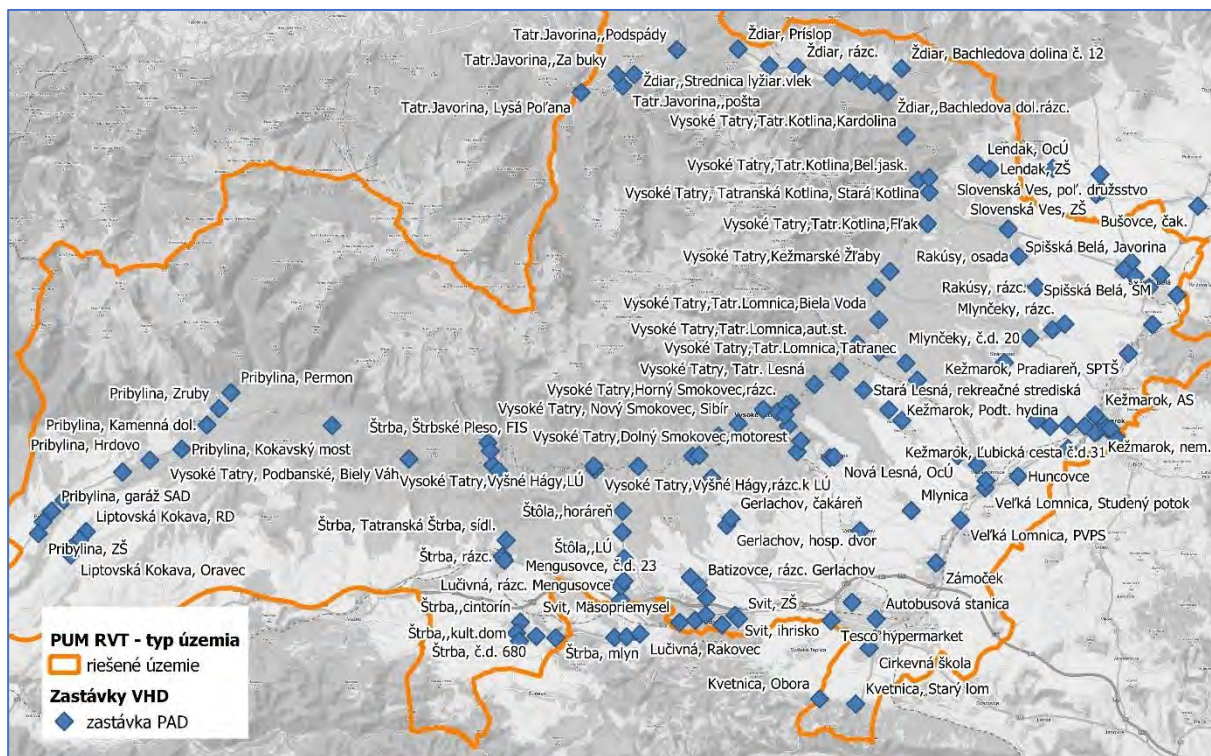 Tatr.Javorina,,Podspády
Ždiar, Príslop
Ždiar, rázc.
Ždiar, Bachledova dolina č. 12
Tatr.Javorina,,Za buky
Ždiar,,Strednica lyžiar.vlek
Tatr.Javorina, Lysá Poľana
Tatr.Javorina,,pošta
Ždiar,,Bachledova dol.rázc.
Vysoké Tatry,Tatr.Kotlina,Kardolina
Lendak, OcÚ
Vysoké Tatry,Tatr.Kotlina,Bel.jask.
Lendak, ZŠ
Vysoké Tatry, Tatranská Kotlina, Stará Kotlina
Slovenská Ves, poľ. družsstvo
Slovenská Ves, ZŠ
Vysoké Tatry,Tatr.Kotlina,Fľak
Bušovce, čak.
Vysoké Tatry,Kežmarské Žľaby
Rakúsy, osada
Spišská Belá, Javorina
Rakúsy, rázc.
Spišská Belá, ŠM
Vysoké Tatry,Tatr.Lomnica,Biela Voda
Mlynčeky, rázc.
Vysoké Tatry,Tatr.Lomnica,aut.st.
Mlynčeky, č.d. 20
Vysoké Tatry,Tatr.Lomnica,Tatranec
Vysoké Tatry, Tatr. Lesná
Kežmarok, Pradiareň, SPTŠ
Pribylina, Permon
Vysoké Tatry,Horný Smokovec,rázc.
Stará Lesná, rekreačné strediská
Pribylina, Zruby
Kežmarok, AS
Vysoké Tatry, Nový Smokovec, Sibír
Kežmarok, Podt. hydina
Pribylina, Kamenná dol.
Štrba, Štrbské Pleso, FIS
Vysoké Tatry,Dolný Smokovec,motorest
Pribylina, Hrdovo
Pribylina, Kokavský most
Kežmarok, nem.
Kežmarok, Ľubická cesta č.d.31
Vysoké Tatry, Podbanské, Biely Váh
Vysoké Tatry,Vyšné Hágy,LÚ
Vysoké Tatry,Vyšné Hágy,rázc.k LÚ
Nová Lesná, OcÚ
Huncovce
Pribylina, garáž SAD
Mlynica
Veľká Lomnica, Studený potok
Liptovská Kokava, RD
Štôla,,horáreň
Gerlachov, čakáreň
Štrba, Tatranská Štrba, sídl.
Veľká Lomnica, PVPS
Pribylina, ZŠ
Štôla,,LÚ
Gerlachov, hosp. dvor
Štrba, rázc.
Mengusovce, č.d. 23
Liptovská Kokava, Oravec
Batizovce, rázc. Gerlachov
Zámoček
Lučivná, rázc. Mengusovce
Štrba,,cintorín
Svit, Mäsopriemysel
Svit, ZŠ
Autobusová stanica
Štrba,,kult.dom
Svit, ihrisko
Tesco hypermarket
Štrba, č.d. 680
Štrba, mlyn
Lučivná, Rakovec
Cirkevná škola
Kvetnica, Obora
Kvetnica, Starý lom
PUM RVT - typ územia
riešené územie
Zastávky VHD
zastávka PAD